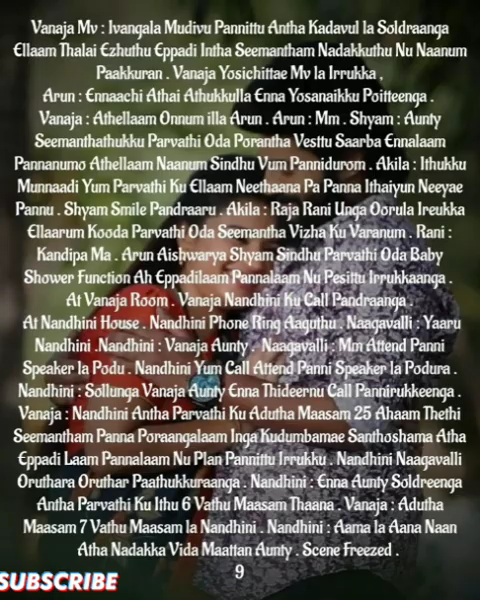 Vanaja Mv : Ivangala Mudivu Pannittu Antha Kadavul la Soldraanga
Ellaam Thalai Ezhuthu Eppadi Intha Seemantham Nadakkuthu Nu Naanum
Paakkuran . Vanaja Yosichittae Mv la Irrukka .
Arun : Ennaachi Athai Athukkulla Enna Yosanaikku Poitteenga .
Vanaja : Athellaam Onnum illa Arun . Arun : Mm . Shyam : Aunty
Seemanthathukku Parvathi Oda Porantha Vesttu Saarba Ennalaam
Pannanumo Athellaam Naanum Sindhu Vum Pannidurom . Akila : Ithukku
Munnaadi Yum Parvathi Ku Ellaam Neethaana Pa Panna Ithaiyun Neeyae
Pannu . Shyam Smile Pandraaru . Akila : Raja Rani Unga Oorula Ireukka
Ellaarum Kooda Parvathi Oda Seemantha Vizha Ku Varanum . Rani :
Kandipa Ma . Arun Aishwarya Shyam Sindhu Parvathi Oda Baby
Shower Function Ah Eppadilaam Pannalaam Nu Pesittu Irrukkaanga .
At Vanaja Room . Vanaja Nandhini Ku Call Pandraanga .
At Nandhini House . Nandhini Phone Ring Aaguthu . Naagavalli : Yaaru
Nandhini .Nandhini : Vanaja Aunty . Naagavalli : Mm Attend Panni
Speaker la Podu . Nandhini Yum Call Attend Panni Speaker la Podura .
Nandhini : Sollunga Vanaja Aunty Enna Thideernu Call Pannirukkeenga .
Vanaja : Nandhini Antha Parvathi Ku Adutha Maasam 25 Ahaam Thethi
Seemantham Panna Poraangalaam Inga Kudumbamae Santhoshama Atha
Eppadi Laam Pannalaam Nu Plan Pannittu Irrukku . Nandhini Naagavalli
Oruthara Oruthar Paathukkuraanga . Nandhini : Enna Aunty Soldreenga
Antha Parvathi Ku Ithu 6 Vathu Maasam Thaana . Vanaja : Adutha
Maasam 7 Vathu Maasam la Nandhini . Nandhini : Aama la Aana Naan
Atha Nadakka Vida Maattan Aunty . Scene Freezed .
9
SUBSCRIBE